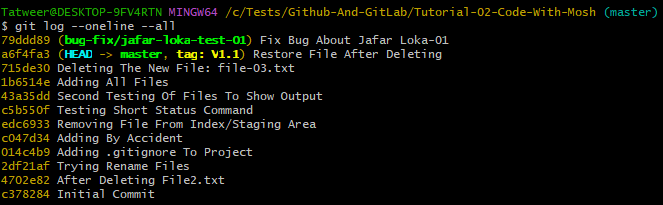 Tatweer@DESKTOP-9FV4RTN MINGW64 /c/Tests/Github-And-GitLab/Tutorial-02-Code-With-Mosh (master)
$ git log --oneline --all
79ddd89 (bug-fix/jafar-loka-test-01) Fix Bug About Jafar Loka-01
a6f4fa3 (HEAD -> master, tag: V1.1) Restore File After Deleting
715de30 Deleting The New File: file-03.txt
1b6514e Adding All Files
43a35dd Second Testing Of Files To Show Output
c5b550f Testing Short Status Command
edc6933 Removing File From Index/Staging Area
c047d34 Adding By Accident
014c4b9 Adding .gitignore To Project
2df21af Trying Rename Files
4702e82 After Deleting File2.txt
c378284 Initial Commit